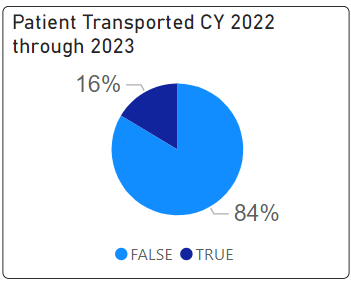 Patient Transported CY 2022
through 2023
16%
84%
FALSE TRUE